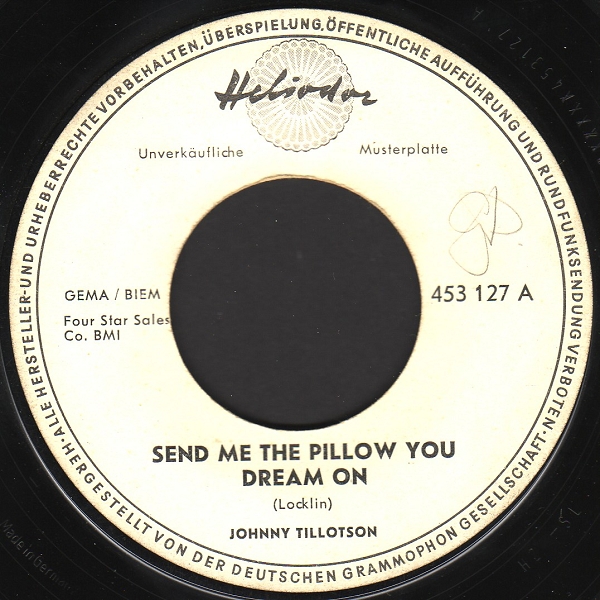 ·ALLE HERSTELLER-UND URHEBERRECHTE VORBEHALTEN, ÜBERSPIELUNG, ÖFFENTLICHE AUFFÜHRUNG UND RUNDFUNKSENDUNG VERBOTEN·
Heliodor
Unverkäufliche Musterplatte
GEMA / BIEM
453 127 A
Four Star Sales
Co. BMI
SEND ME THE PILLOW YOU
DREAM ON
(Locklin)
JOHNNY TILLOTSON
HERGESTELLT VON DER DEUTSCHEN GRAMMOPHON GESELLSCHAFT·
Made in Germany